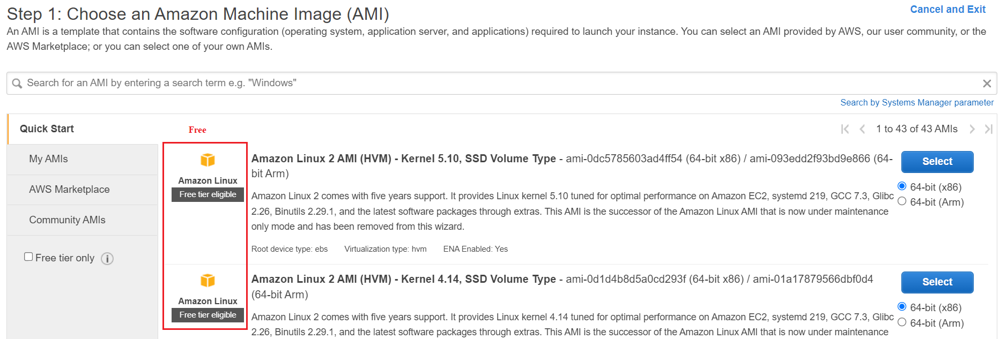 Step 1: Choose an Amazon Machine Image (AMI)
Cancel and Exit
An AMI is a template that contains the software configuration (operating system, application server, and applications) required to launch your instance. You can select an AMI provided by AWS, our user community, or the
AWS Marketplace; or you can select one of your own AMIs.
Search for an AMI by entering a search term e.g. "Windows"
Search by Systems Manager parameter
Quick Start
Free
1 to 43 of 43 AMIs
My AMIs
AWS Marketplace
Community AMIs
Free tier only
Amazon Linux
Free tier eligible
Amazon Linux 2 AMI (HVM) - Kernel 5.10, SSD Volume Type - ami-0dc5785603ad4ff54 (64-bit x86) / ami-093edd2f93bd9e866 (64-
bit Arm)
Amazon Linux 2 comes with five years support. It provides Linux kernel 5.10 tuned for optimal performance on Amazon EC2, systemd 219, GCC 7.3, Glibc
2.26, Binutils 2.29.1, and the latest software packages through extras. This AMI is the successor of the Amazon Linux AMI that is now under maintenance
only mode and has been removed from this wizard.
Root device type: ebs Virtualization type: hvm ENA Enabled: Yes
Select
64-bit (x86)
64-bit (Arm)
Amazon Linux
Free tier eligible
Amazon Linux 2 AMI (HVM) - Kernel 4.14, SSD Volume Type - ami-0d1d4b8d5a0cd293f (64-bit x86) / ami-01a17879566dbf0d4
(64-bit Arm)
Amazon Linux 2 comes with five years support. It provides Linux kernel 4.14 tuned for optimal performance on Amazon EC2, systemd 219, GCC 7.3, Glibc
2.26, Binutils 2.29.1, and the latest software packages through extras. This AMI is the successor of the Amazon Linux AMI that is now under maintenance
Select
64-bit (x86)
64-bit (Arm)